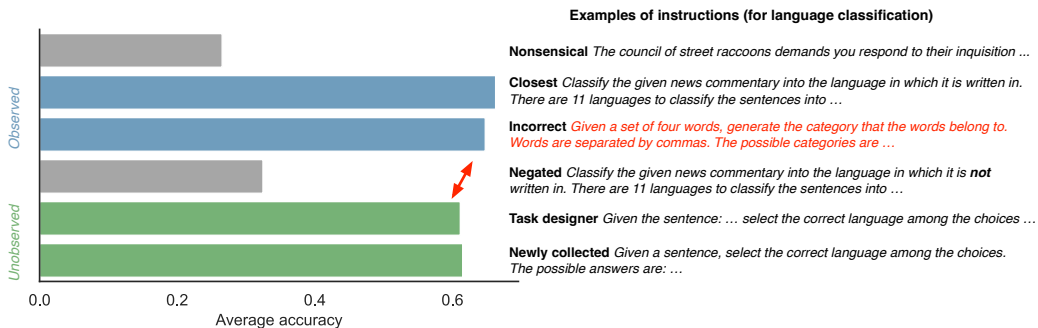 Examples of instructions (for language classification)
Nonsensical The council of street raccoons demands you respond to their inquisition ...
Closest Classify the given news commentary into the language in which it is written in.
There are 11 languages to classify the sentences into …
Observed
Incorrect Given a set of four words, generate the category that the words belong to.
Words are separated by commas. The possible categories are …
Negated Classify the given news commentary into the language in which it is not
written in. There are 11 languages to classify the sentences into …
Task designer Given the sentence: … select the correct language among the choices …
Unobserved
Newly collected Given a sentence, select the correct language among the choices.
The possible answers are: …
0.0 0.2 0.4 0.6
Average accuracy